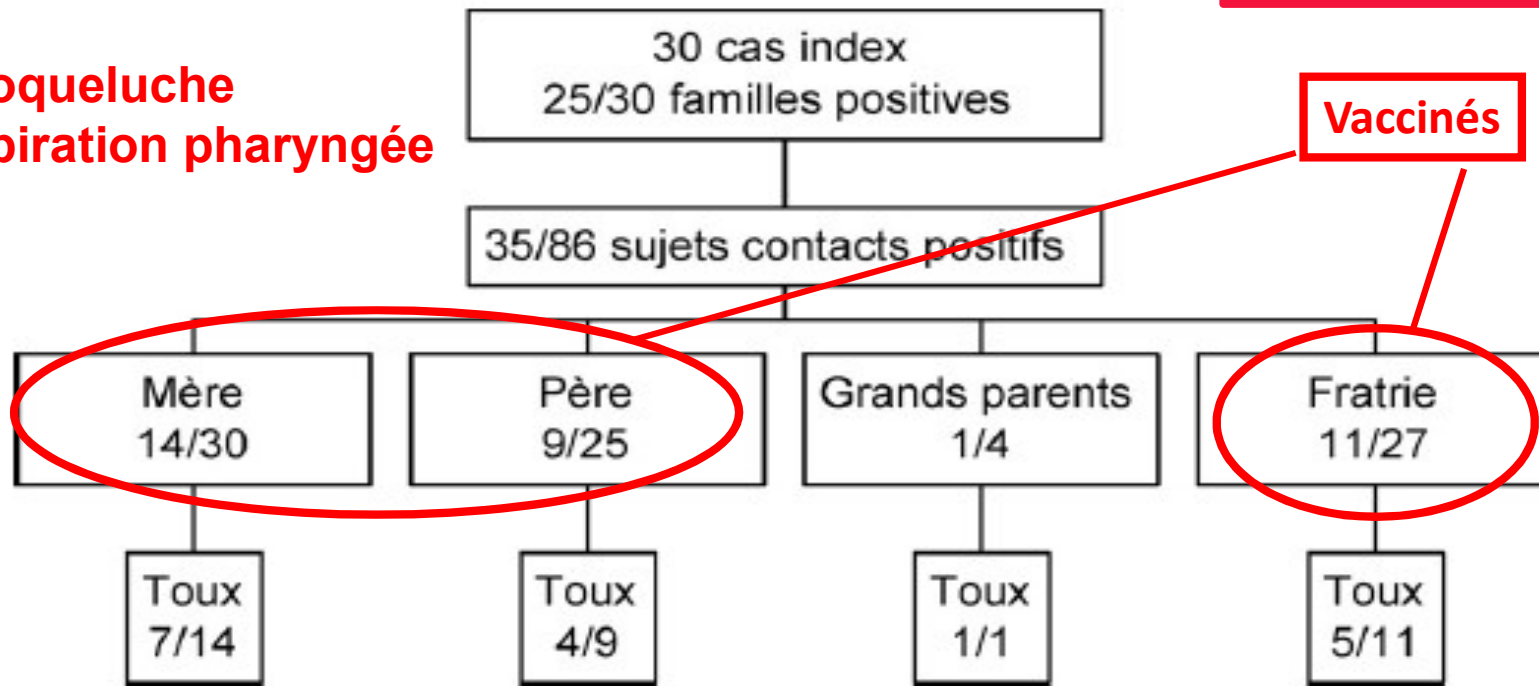 30 cas index
25/30 familles positives
oqueluche
piration pharyngée
Vaccinés
35/86 sujets contacts positifs
Mère
14/30
Père
9/25
Grands parents
1/4
Fratrie
11/27
Toux
7/14
Toux
4/9
Toux
1/1
Toux
5/11